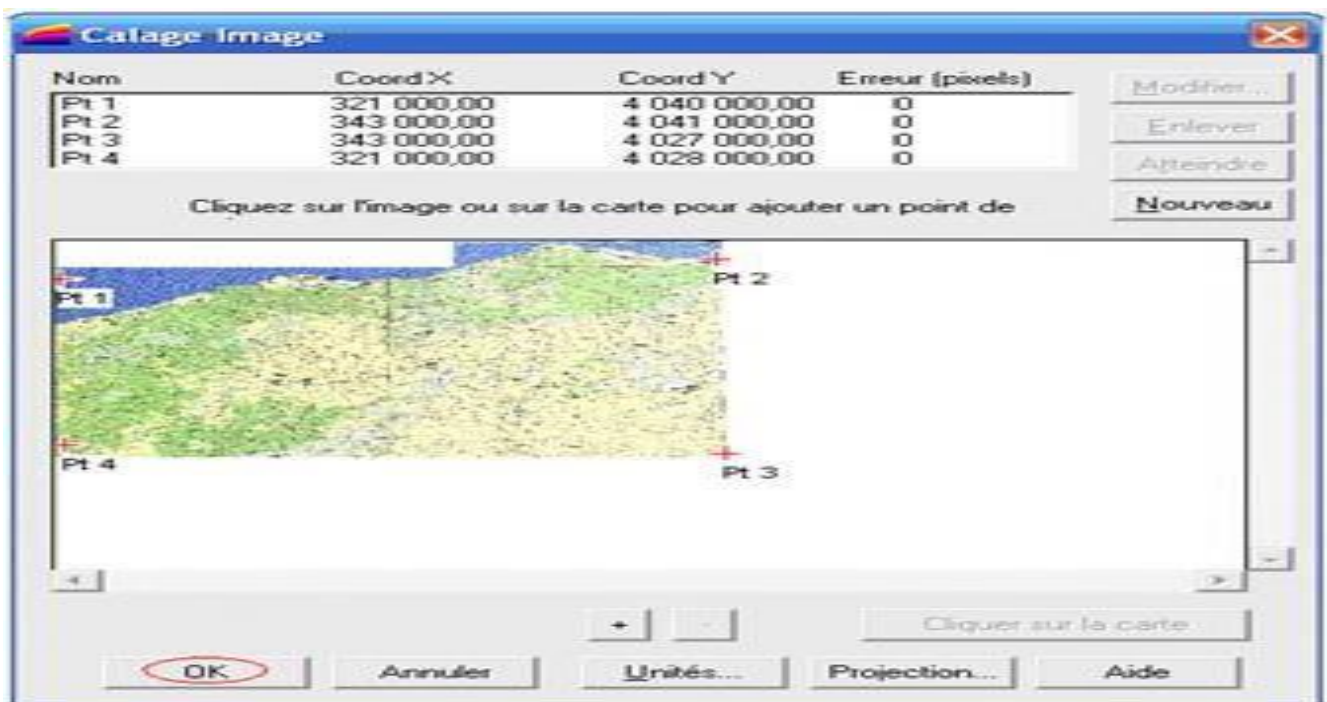 Calage Image
Nom Coord X Coord Y Erreur (pixels)
Pt 1 321 000,00 4 040 000,00 0
Pt 2 343 000,00 4 041 000,00 0
Pt 3 343 000,00 4 027 000,00 0
Pt 4 321 000,00 4 028 000,00 0
Modifier...
Enlever
Atteindre
Nouveau
Cliquez sur l'image ou sur la carte pour ajouter un point de
Pt 1
Pt 2
Pt 4
Pt 3
+ -
Cliquer sur la carte
OK Annuler Unités... Projection... Aide